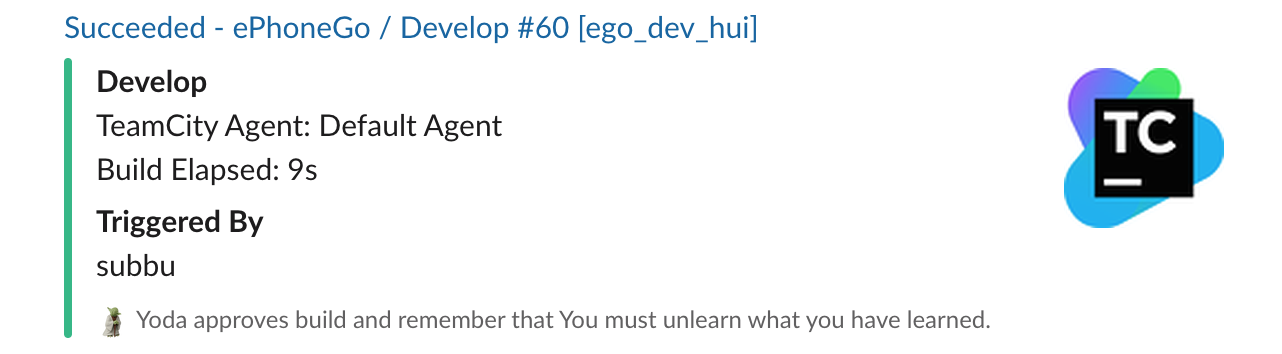 Succeeded - ePhoneGo / Develop #60 [ego_dev_hui]
Develop
TeamCity Agent: Default Agent
Build Elapsed: 9s
TC
Triggered By
subbu
Yoda approves build and remember that You must unlearn what you have learned.